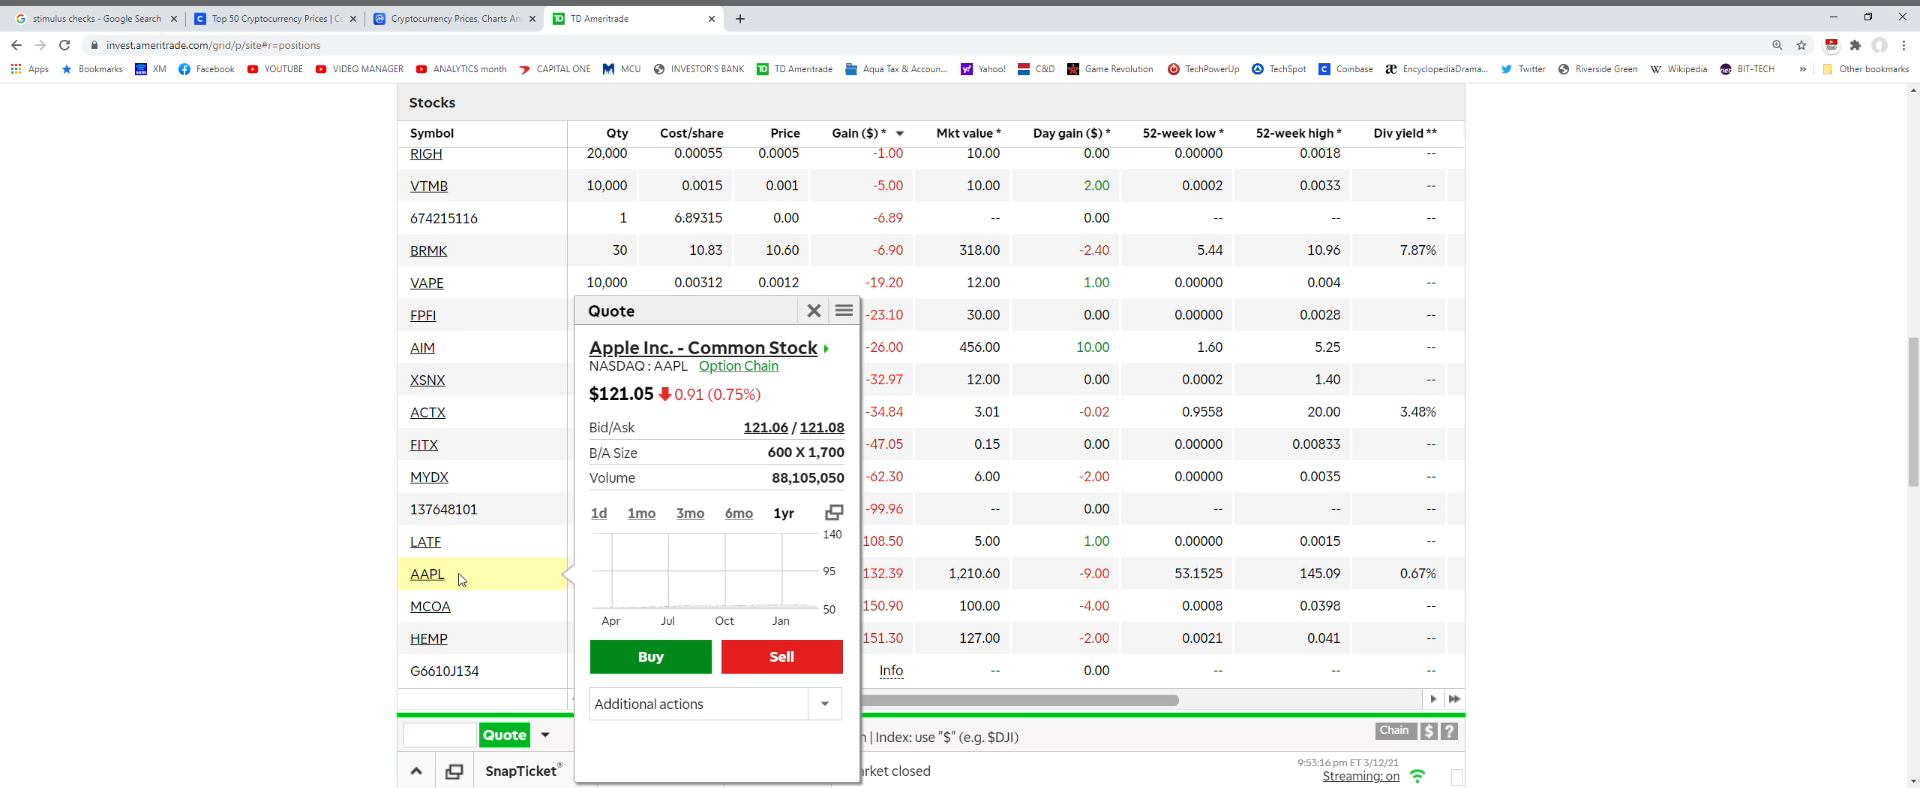 stimulus checks - Google Search
Top 50 Cryptocurrency Prices | C
Cryptocurrency Prices, Charts An
TD Ameritrade
invest.ameritrade.com/grid/p/site#r=positions
Apps Bookmarks XM Facebook YOUTUBE VIDEO MANAGER ANALYTICS month CAPITAL ONE MCU INVESTOR'S BANK TD Ameritrade Aqua Tax & Accoun... Yahoo! C&D Game Revolution TechPowerUp TechSpot Coinbase EncyclopediaDrama... Twitter Riverside Green Wikipedia BIT-TECH » Other bookmarks
Stocks
Symbol Qty Cost/share Price Gain ($) * Mkt value * Day gain ($) * 52-week low * 52-week high * Div yield **
RIGH 20,000 0.00055 0.0005 -1.00 10.00 0.00 0.00000 0.0018 --
VTMB 10,000 0.0015 0.001 -5.00 10.00 2.00 0.0002 0.0033 --
674215116 1 6.89315 0.00 -6.89 -- 0.00 -- -- --
BRMK 30 10.83 10.60 -6.90 318.00 -2.40 5.44 10.96 7.87%
VAPE 10,000 0.00312 0.0012 -19.20 12.00 1.00 0.00000 0.004 --
FPFI -23.10 30.00 0.00 0.00000 0.0028 --
AIM -26.00 456.00 10.00 1.60 5.25 --
XSNX -32.97 12.00 0.00 0.0002 1.40 --
ACTX -34.84 3.01 -0.02 0.9558 20.00 3.48%
FITX -47.05 0.15 0.00 0.00000 0.00833 --
MYDX -62.30 6.00 -2.00 0.00000 0.0035 --
137648101 -99.96 -- 0.00 -- -- --
LATF 108.50 5.00 1.00 0.00000 0.0015 --
AAPL 132.39 1,210.60 -9.00 53.1525 145.09 0.67%
MCOA 150.90 100.00 -4.00 0.0008 0.0398 --
HEMP 151.30 127.00 -2.00 0.0021 0.041 --
G6610J134 Info -- 0.00 -- -- --
Quote
Apple Inc. - Common Stock
NASDAQ : AAPL Option Chain
$121.05 0.91 (0.75%)
Bid/Ask 121.06 / 121.08
B/A Size 600 X 1,700
Volume 88,105,050
1d 1mo 3mo 6mo 1yr
140
95
50
Apr Jul Oct Jan
Buy Sell
Additional actions
Quote | Index: use "$" (e.g. $DJI) Chain $ ?
SnapTicket® rket closed
9:53:16 pm ET 3/12/21
Streaming: on